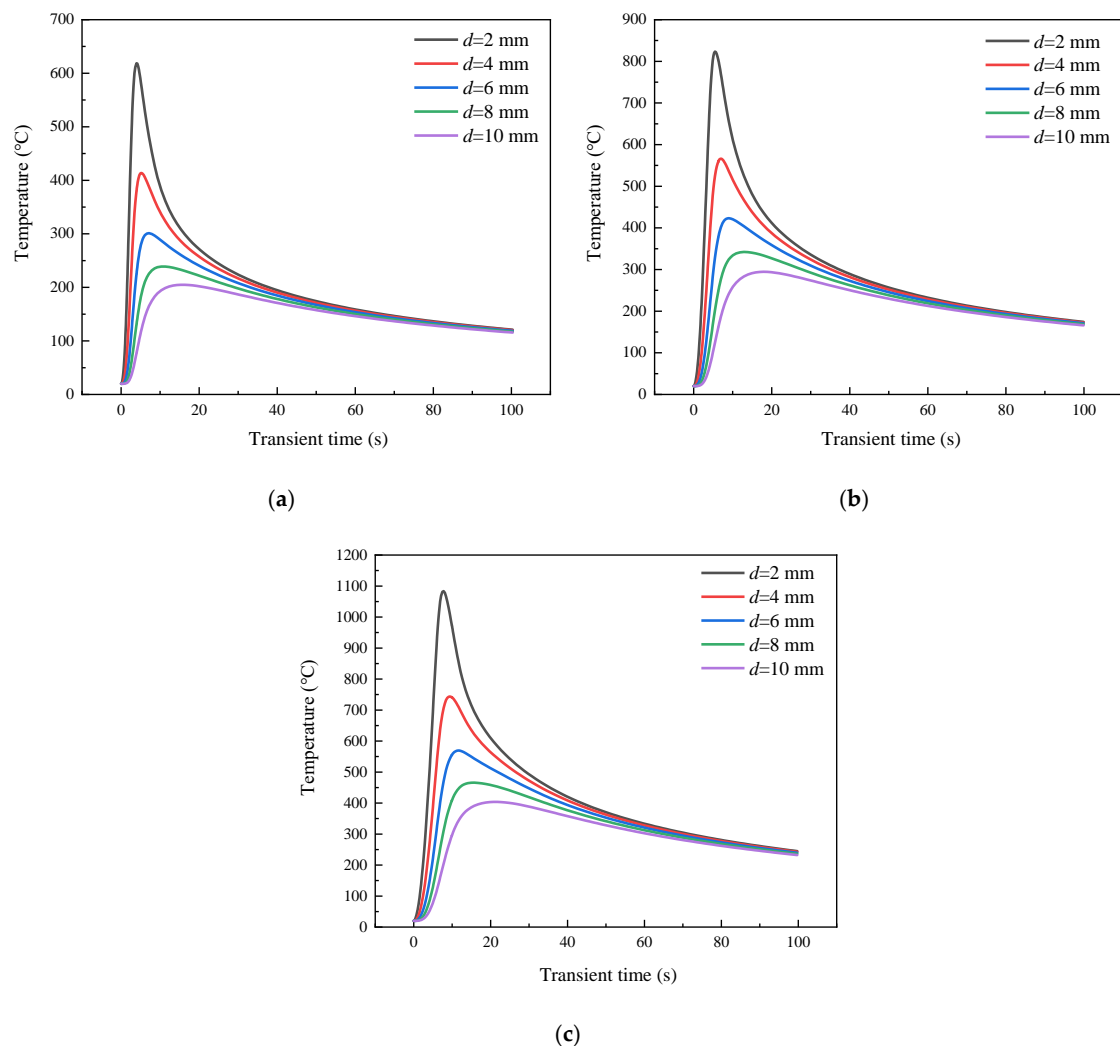 700
600
500
400
300
200
100
0
Temperature (°C)
d=2 mm
d=4 mm
d=6 mm
d=8 mm
d=10 mm
0 20 40 60 80 100
Transient time (s)
(a)
900
800
700
600
500
400
300
200
100
0
Temperature (°C)
d=2 mm
d=4 mm
d=6 mm
d=8 mm
d=10 mm
0 20 40 60 80 100
Transient time (s)
(b)
1200
1100
1000
900
800
700
600
500
400
300
200
100
0
Temperature (°C)
d=2 mm
d=4 mm
d=6 mm
d=8 mm
d=10 mm
0 20 40 60 80 100
Transient time (s)
(c)